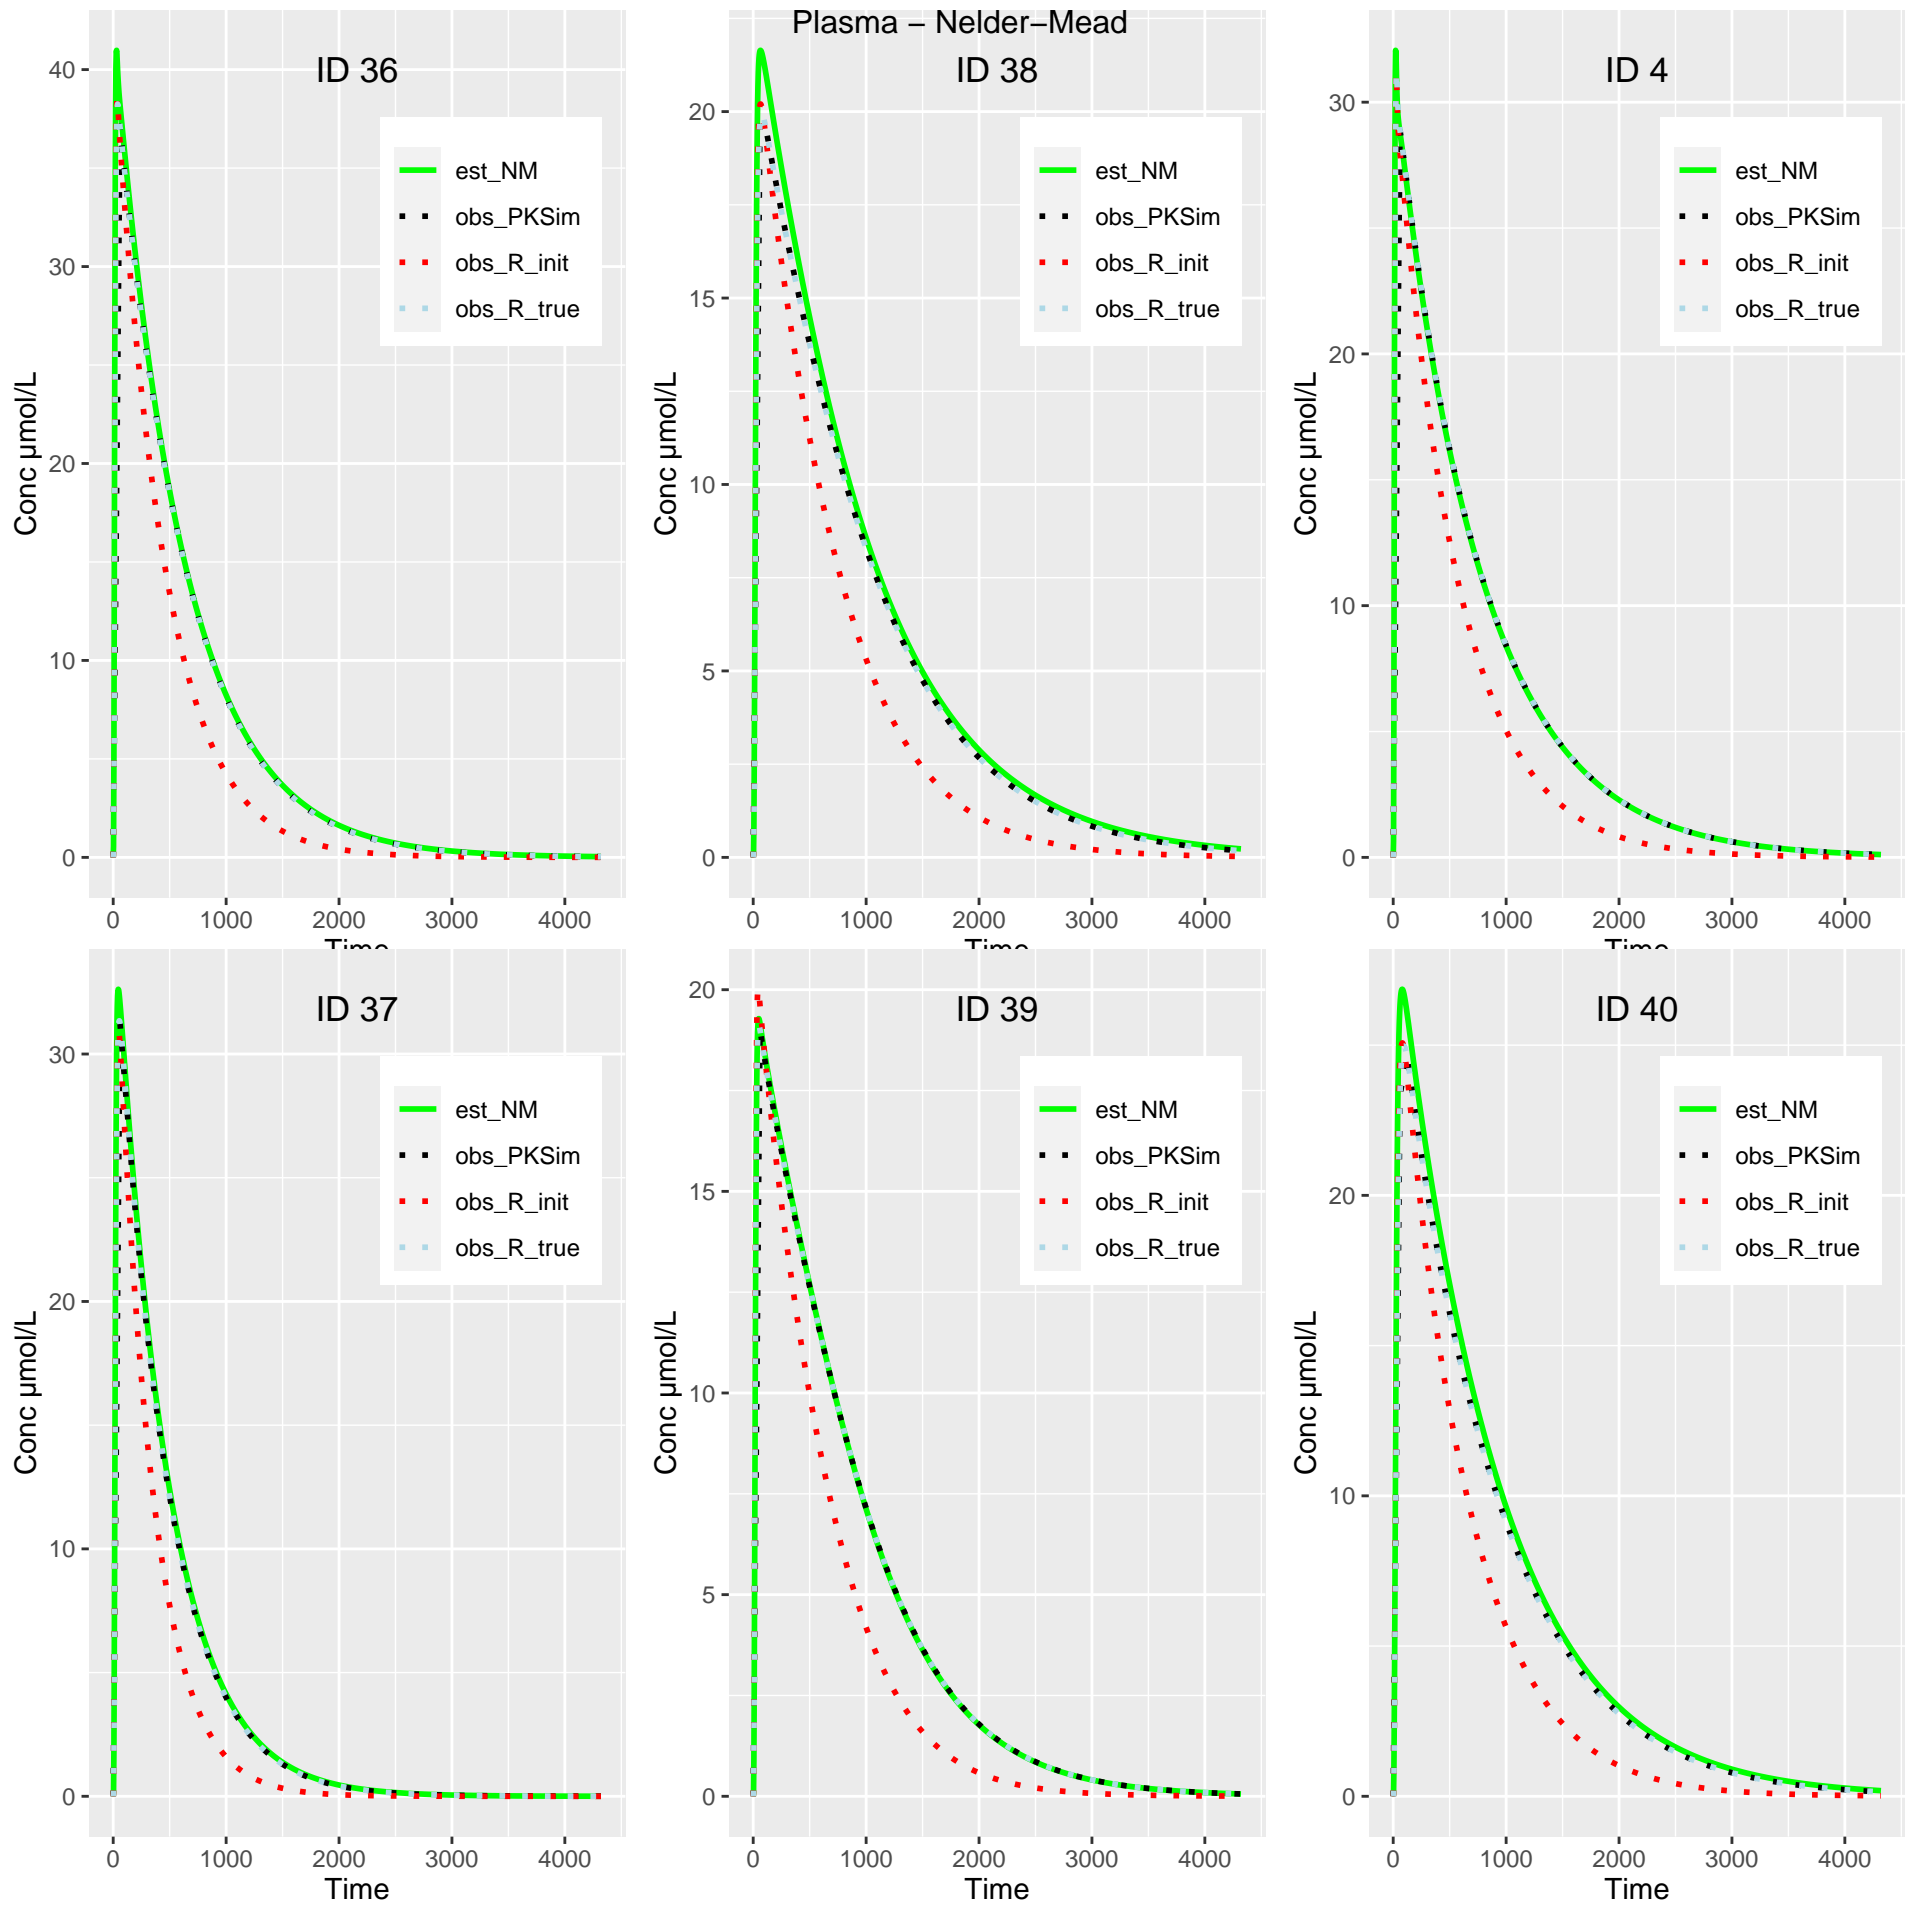 Plasma – Nelder–Mead
ID 36
40
30
20
10
0
Conc µmol/L
est_NM
obs_PKSim
obs_R_init
obs_R_true
0 1000 2000 3000 4000
Time
ID 38
20
15
10
5
0
Conc µmol/L
est_NM
obs_PKSim
obs_R_init
obs_R_true
0 1000 2000 3000 4000
Time
ID 4
30
20
10
0
Conc µmol/L
est_NM
obs_PKSim
obs_R_init
obs_R_true
0 1000 2000 3000 4000
Time
ID 37
30
20
10
0
Conc µmol/L
est_NM
obs_PKSim
obs_R_init
obs_R_true
0 1000 2000 3000 4000
Time
ID 39
20
15
10
5
0
Conc µmol/L
est_NM
obs_PKSim
obs_R_init
obs_R_true
0 1000 2000 3000 4000
Time
ID 40
20
10
0
Conc µmol/L
est_NM
obs_PKSim
obs_R_init
obs_R_true
0 1000 2000 3000 4000
Time